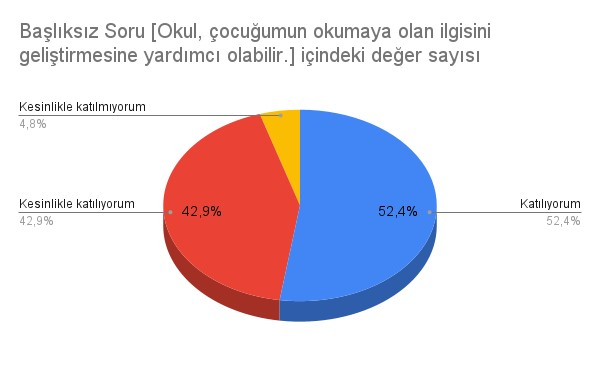 Başlıksız Soru [Okul, çocuğumun okumaya olan ilgisini
geliştirmesine yardımcı olabilir.] içindeki değer sayısı
Kesinlikle katılmıyorum
4,8%
Kesinlikle katılıyorum
42,9%
42,9%
52,4%
Katılıyorum
52,4%